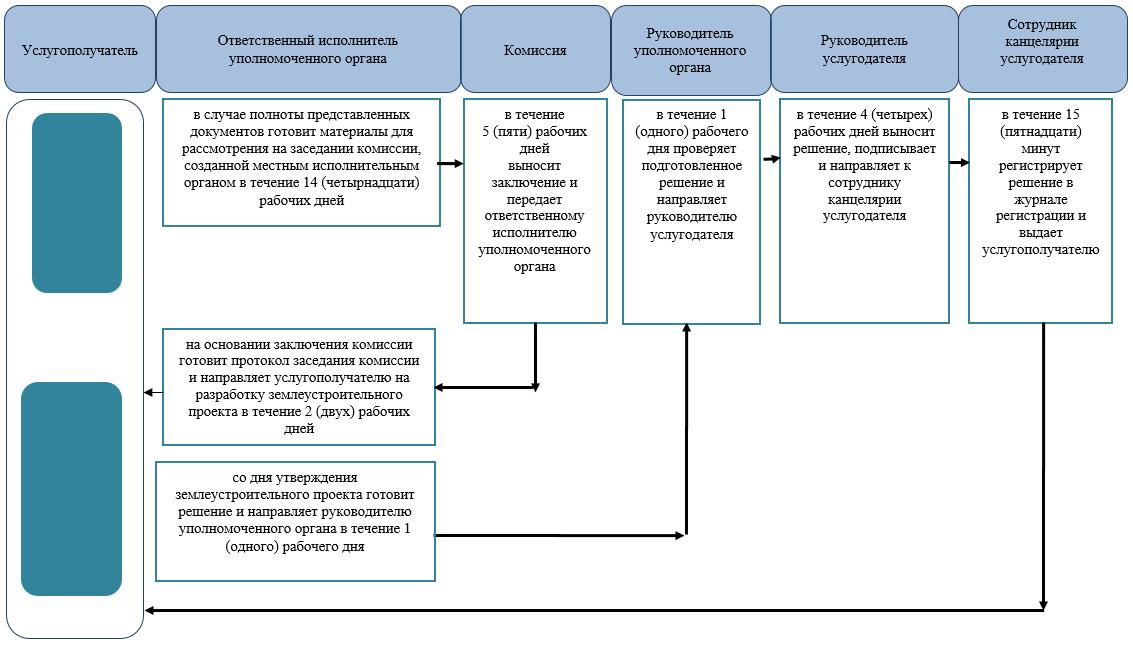 Услугополучатель
Ответственный исполнитель
уполномоченного органа
Комиссия
Руководитель
уполномоченного
органа
Руководитель
услугодателя
Сотрудник
канцелярии
услугодателя
в случае полноты представленных
документов готовит материалы для
рассмотрения на заседании комиссии,
созданной местным исполнительным
органом в течение 14 (четырнадцати)
рабочих дней
в течение
5 (пяти) рабочих
дней
выносит
заключение и
передает
ответственному
исполнителю
уполномоченного
органа
в течение 1
(одного) рабочего
дня проверяет
подготовленное
решение и
направляет
руководителю
услугодателя
в течение 4 (четырех)
рабочих дней выносит
решение, подписывает
и направляет к
сотруднику
канцелярии
услугодателя
в течение 15
(пятнадцати)
минут
регистрирует
решение в
журнале
регистрации и
выдает
услугополучателю
на основании заключения комиссии
готовит протокол заседания комиссии
и направляет услугополучателю на
разработку землеустроительного
проекта в течение 2 (двух) рабочих
дней
со дня утверждения
землеустроительного проекта готовит
решение и направляет руководителю
уполномоченного органа в течение 1
(одного) рабочего дня